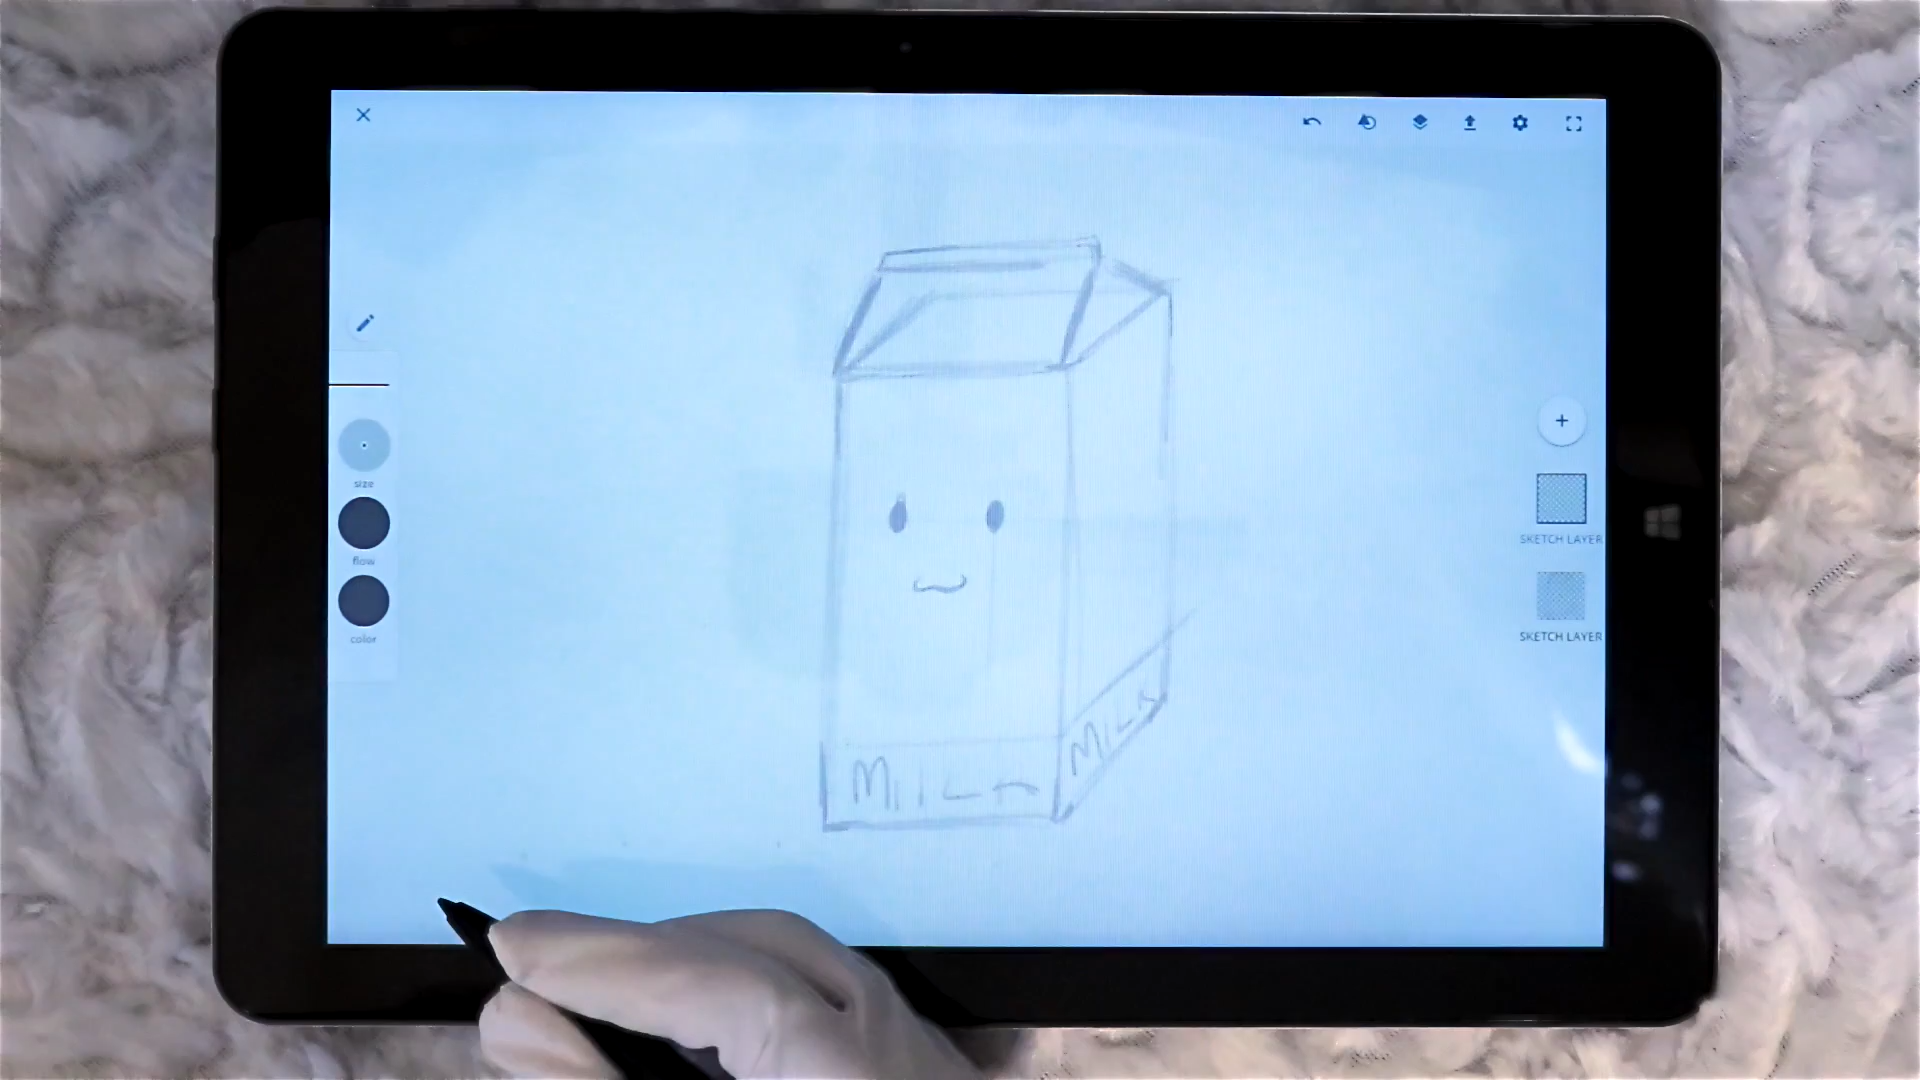 size
flow
color
SKETCH LAYER
SKETCH LAYER
MILK
MILK